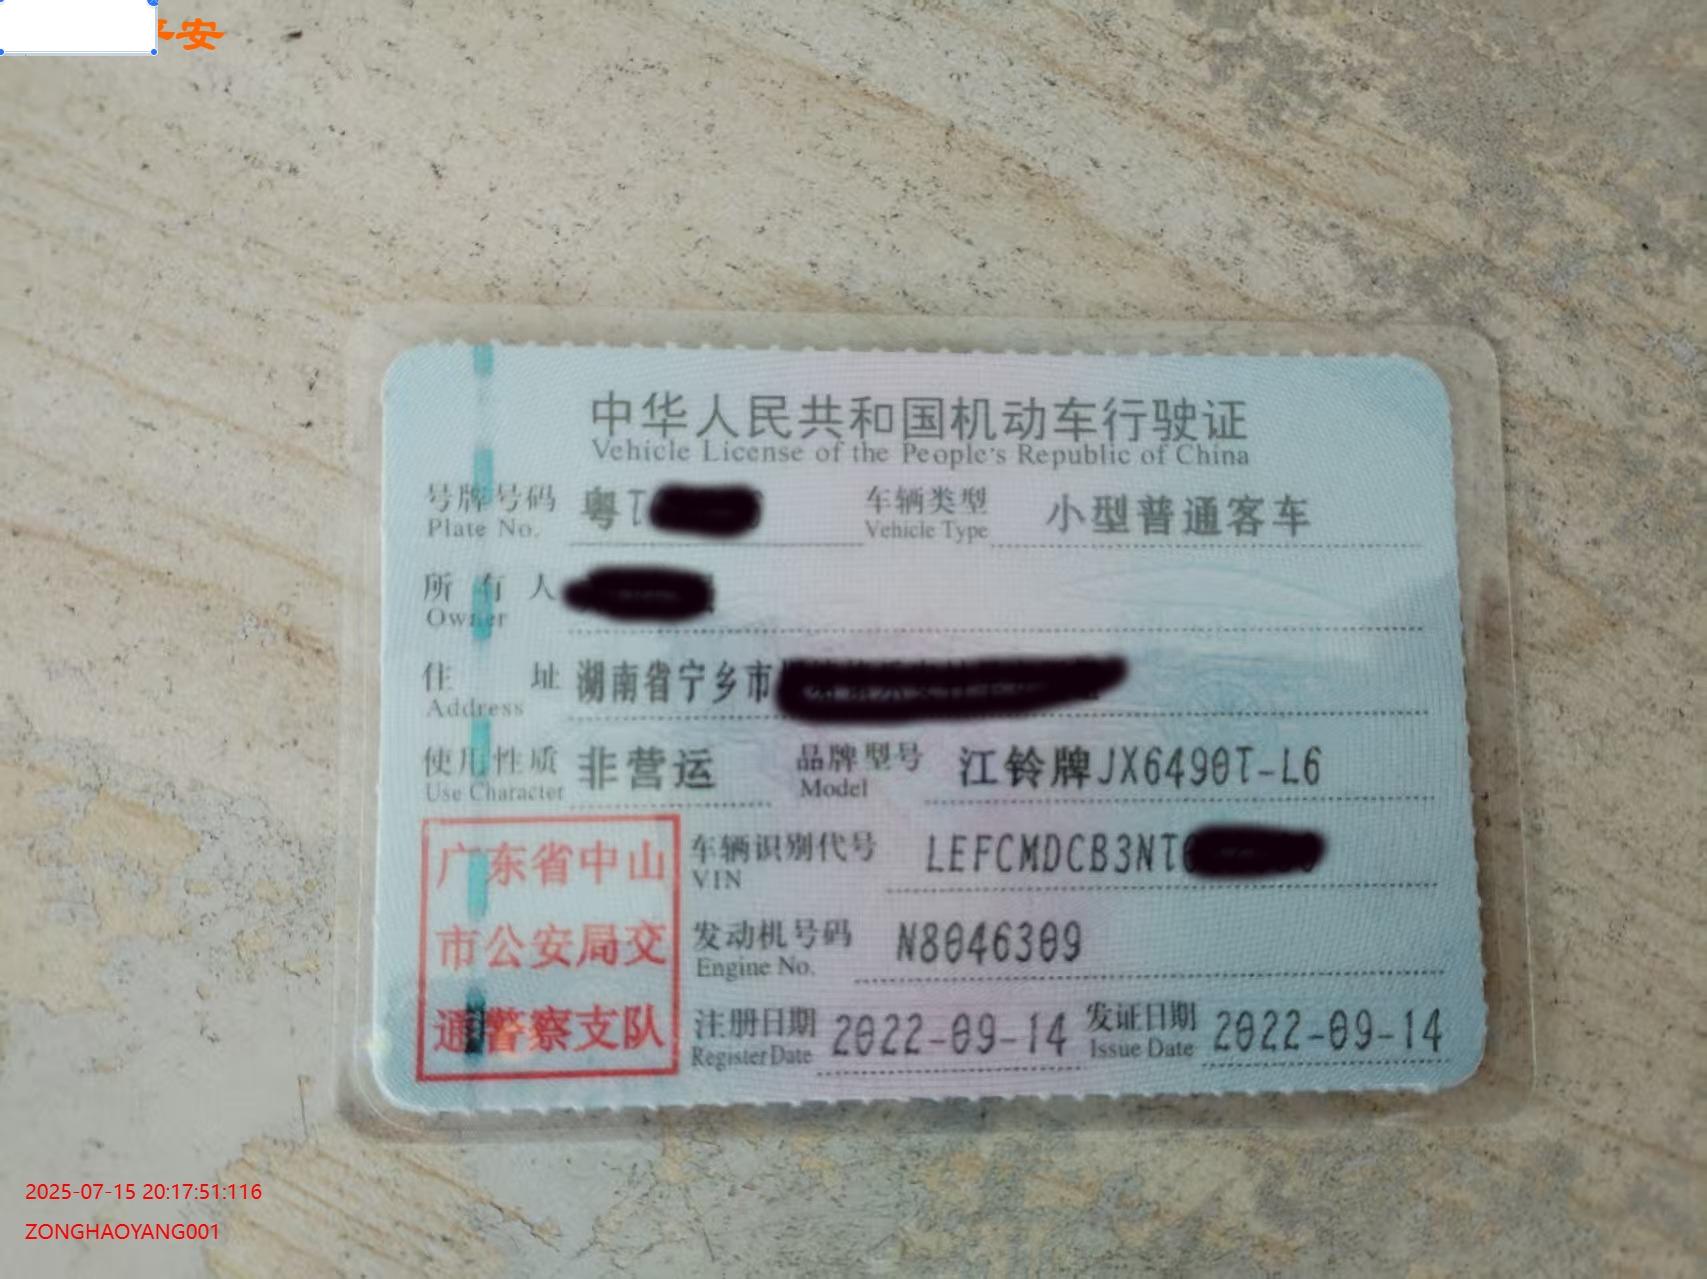 安
中华人民共和国机动车行驶证
Vehicle License of the People's Republic of China
号牌号码 粤T 车辆类型 小型普通客车
Plate No. Vehicle Type
所有人
Owner
住址 湖南省宁乡市
Address
使用性质 非营运 品牌型号 江铃牌JX6490T-L6
Use Character Model
广东省中山
市公安局交
通警察支队
车辆识别代号 LEFCMDCB3NT
VIN
发动机号码 N8046309
Engine No.
注册日期 2022-09-14 发证日期 2022-09-14
Register Date Issue Date
2025-07-15 20:17:51:116
ZONGHAOYANG001